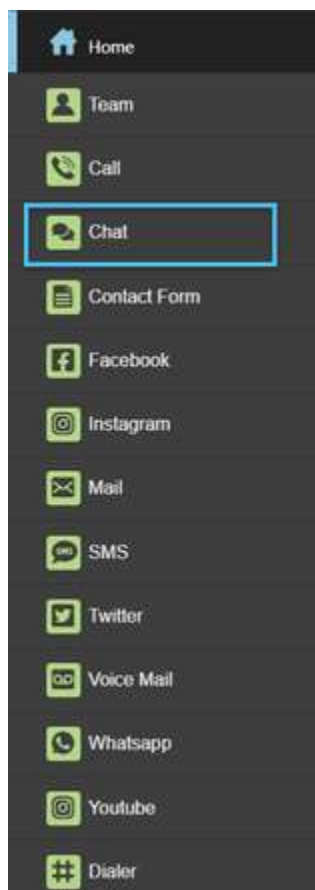 Home
Team
Call
Chat
Contact Form
Facebook
Instagram
Mail
SMS
Twitter
Voice Mail
Whatsapp
Youtube
Dialer